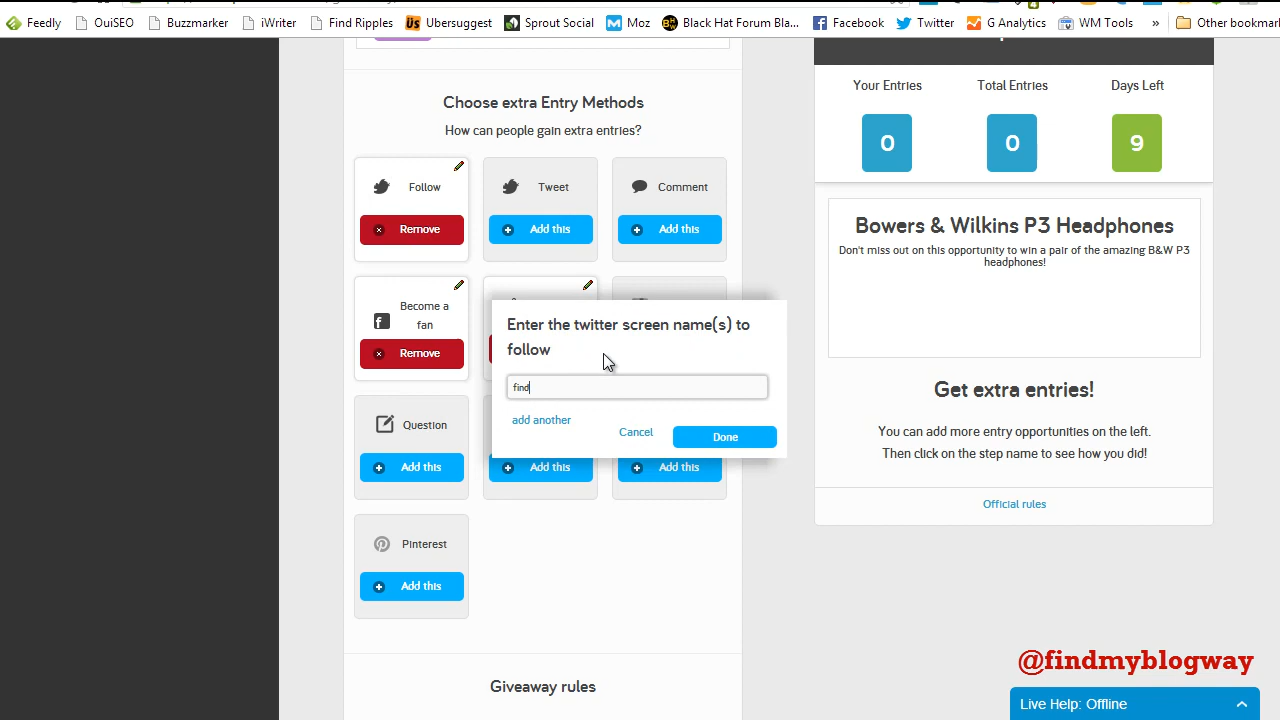 Feedly OuiSEO Buzzmarker iWriter Find Ripples Ubersuggest Sprout Social Moz Black Hat Forum Bla... Facebook Twitter G Analytics WM Tools » Other bookmar
Choose extra Entry Methods
How can people gain extra entries?
Follow
Remove
Tweet
Add this
Comment
Add this
Become a
fan
Remove
Enter the twitter screen name(s) to
follow
find
add another
Cancel
Done
Question
Add this
Add this
Add this
Pinterest
Add this
Giveaway rules
Your Entries
Total Entries
Days Left
0
0
9
Bowers & Wilkins P3 Headphones
Don't miss out on this opportunity to win a pair of the amazing B&W P3
headphones!
Get extra entries!
You can add more entry opportunities on the left.
Then click on the step name to see how you did!
Official rules
@findmyblogway
Live Help: Offline